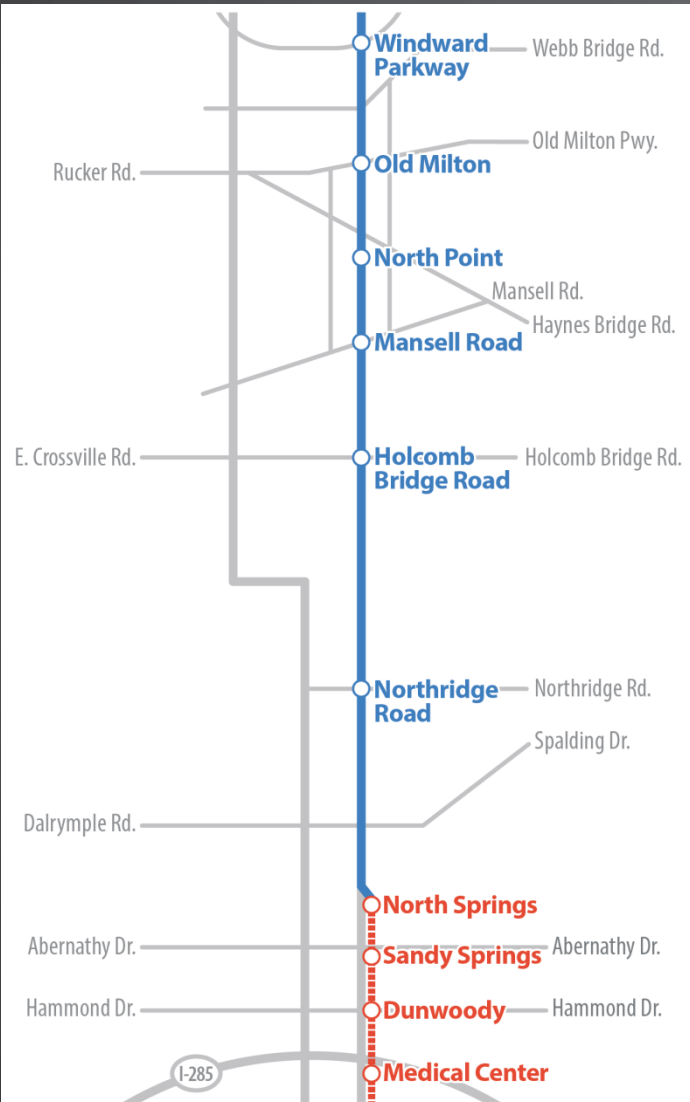 Windward
Parkway
Webb Bridge Rd.
Old Milton Pwy.
Rucker Rd.
Old Milton
North Point
Mansell Rd.
Haynes Bridge Rd.
Mansell Road
E. Crossville Rd.
Holcomb
Bridge Road
Holcomb Bridge Rd.
Northridge
Road
Northridge Rd.
Spalding Dr.
Dalrymple Rd.
North Springs
Abernathy Dr.
Sandy Springs
Abernathy Dr.
Hammond Dr.
Dunwoody
Hammond Dr.
I-285
Medical Center